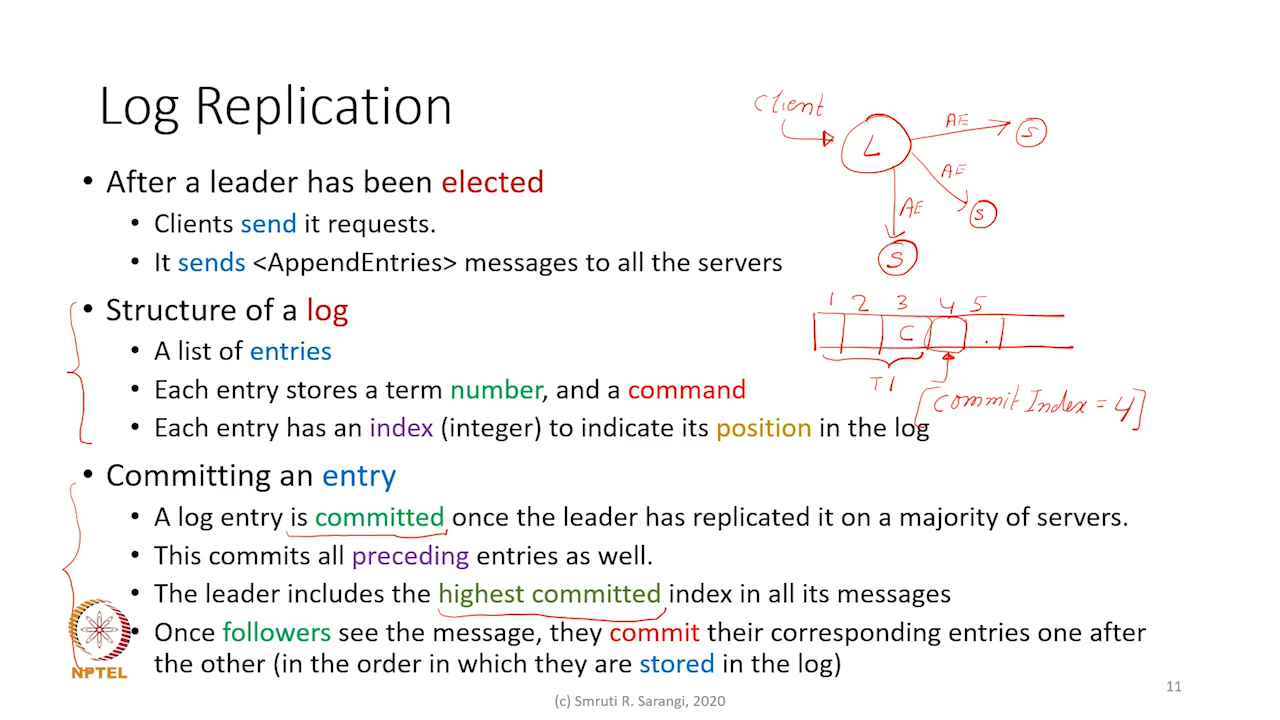 Log Replication
• After a leader has been elected
• Clients send it requests.
• It sends <AppendEntries> messages to all the servers
• Structure of a log
• A list of entries
• Each entry stores a term number, and a command
• Each entry has an index (integer) to indicate its position in the log
• Committing an entry
• A log entry is committed once the leader has replicated it on a majority of servers.
• This commits all preceding entries as well.
• The leader includes the highest committed index in all its messages
• Once followers see the message, they commit their corresponding entries one after
the other (in the order in which they are stored in the log)
Client
L
AE
S
AE
S
AE
S
1 2 3 4 5
C
T1
[Commit Index = 4]
NPTEL
(c) Smruti R. Sarangi, 2020
11